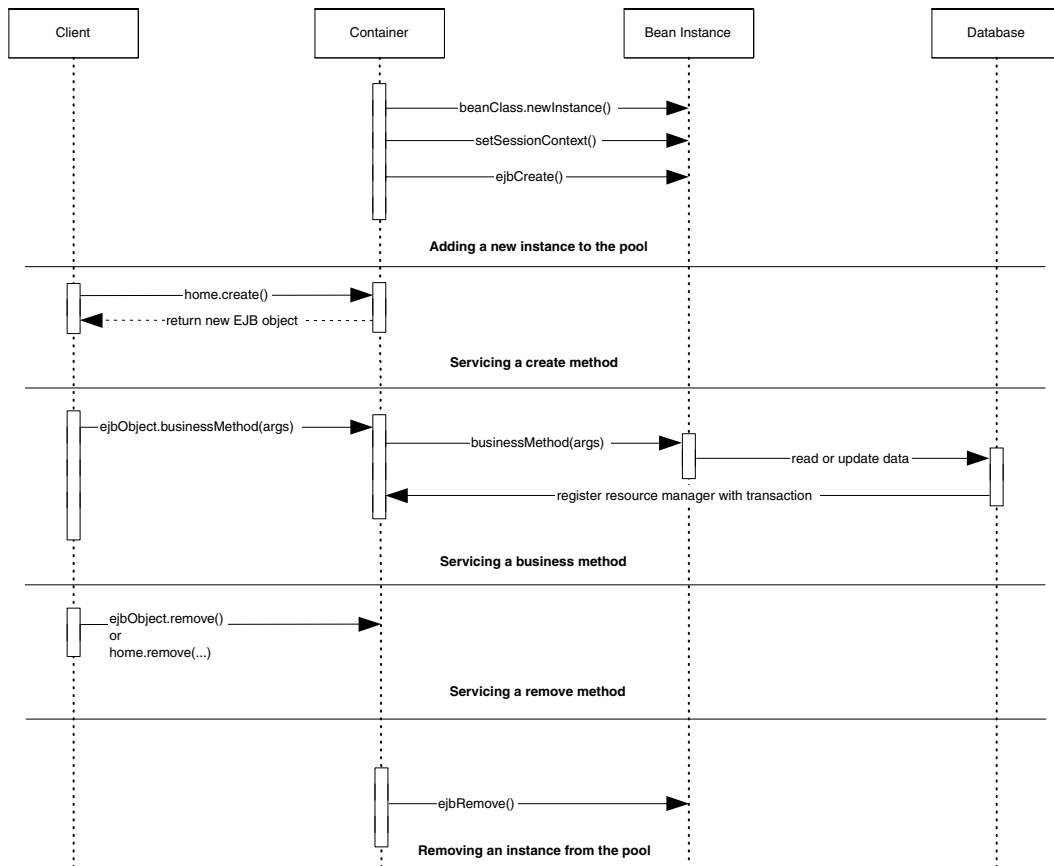 Client
Container
Bean Instance
Database
beanClass.newInstance()
setSessionContext()
ejbCreate()
Adding a new instance to the pool
home.create()
return new EJB object
Servicing a create method
ejbObject.businessMethod(args)
businessMethod(args)
read or update data
register resource manager with transaction
Servicing a business method
ejbObject.remove()
or
home.remove(...)
Servicing a remove method
ejbRemove()
Removing an instance from the pool